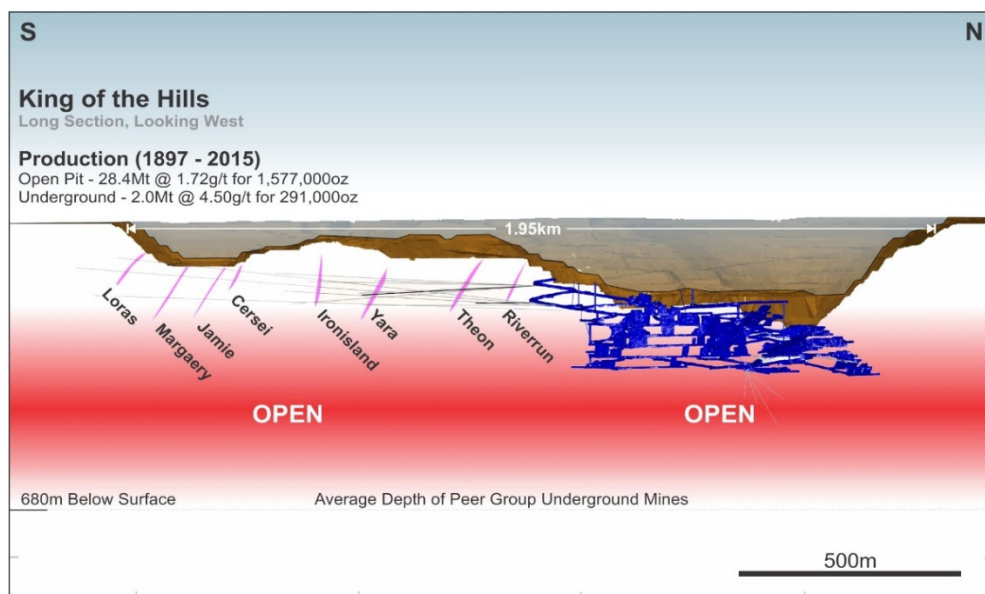 S
N
King of the Hills
Long Section, Looking West
Production (1897 - 2015)
Open Pit - 28.4Mt @ 1.72g/t for 1,577,000oz
Underground - 2.0Mt @ 4.50g/t for 291,000oz
1.95km
Loras
Margaery
Jamie
Cersei
Ironisland
Yara
Theon
Riverrun
OPEN
OPEN
680m Below Surface
Average Depth of Peer Group Underground Mines
500m